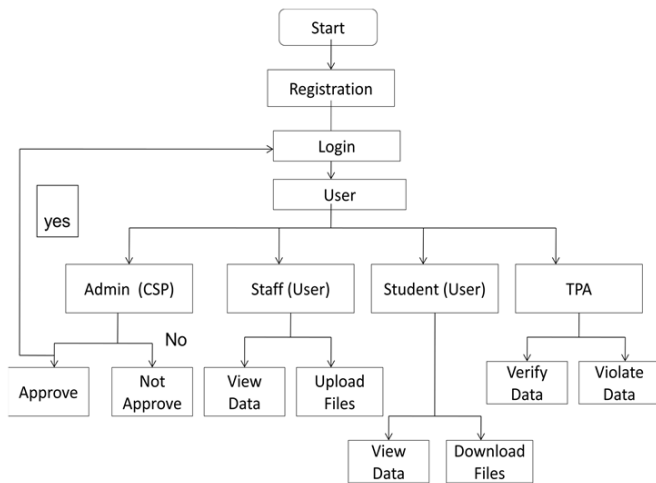 Start
Registration
Login
User
yes
Admin (CSP)
Staff (User)
Student (User)
TPA
No
Approve
Not
Approve
View
Data
Upload
Files
Verify
Data
Violate
Data
View
Data
Download
Files